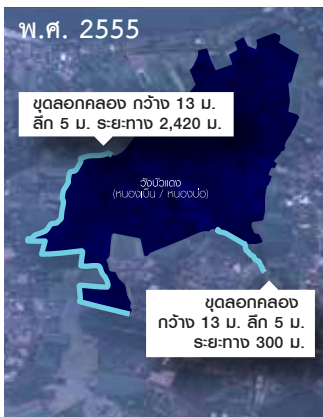 พ.ศ. 2555
ขุดลอกคลอง กว้าง 13 ม.
ลึก 5 ม. ระยะทาง 2,420 ม.
วังบัวแดง
(หนองเบ็น / หนองบ่อ)
ขุดลอกคลอง
กว้าง 13 ม. ลึก 5 ม.
ระยะทาง 300 ม.